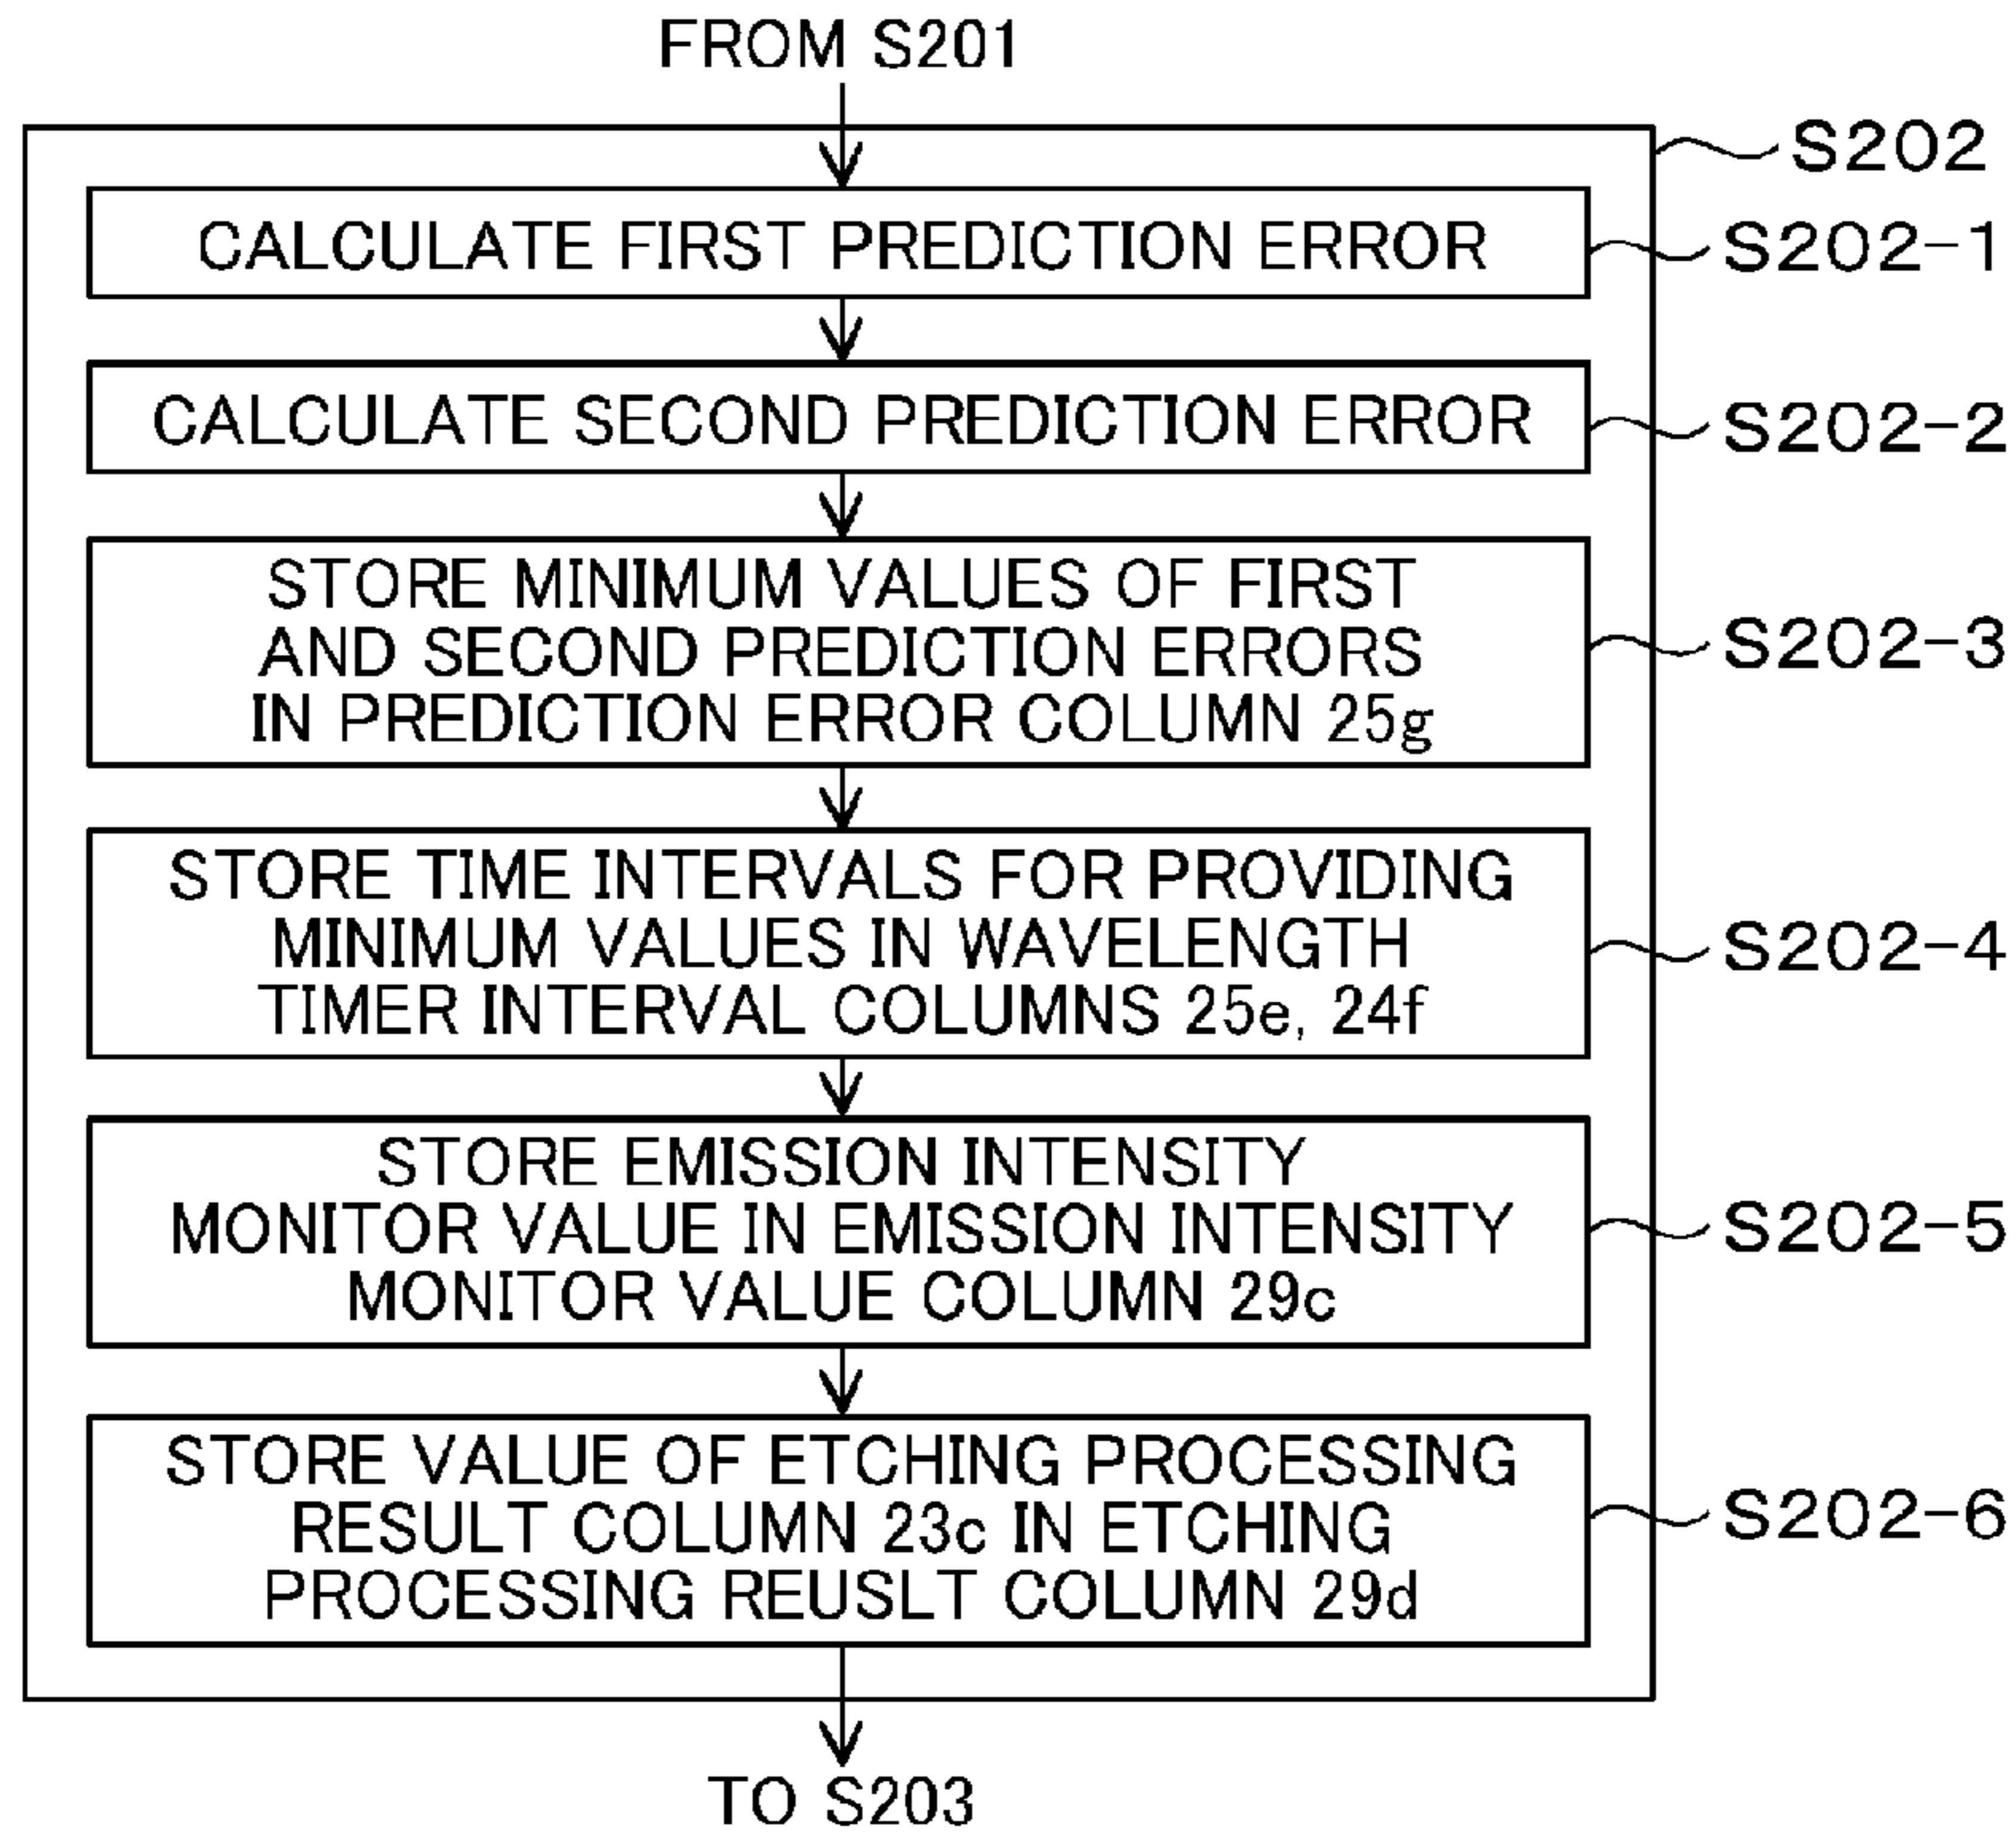 FROM S201
S202
CALCULATE FIRST PREDICTION ERROR
S202-1
CALCULATE SECOND PREDICTION ERROR
S202-2
STORE MINIMUM VALUES OF FIRST
AND SECOND PREDICTION ERRORS
IN PREDICTION ERROR COLUMN 25g
S202-3
STORE TIME INTERVALS FOR PROVIDING
MINIMUM VALUES IN WAVELENGTH
TIMER INTERVAL COLUMNS 25e, 24f
S202-4
STORE EMISSION INTENSITY
MONITOR VALUE IN EMISSION INTENSITY
MONITOR VALUE COLUMN 29c
S202-5
STORE VALUE OF ETCHING PROCESSING
RESULT COLUMN 23c IN ETCHING
PROCESSING REUSLT COLUMN 29d
S202-6
TO S203